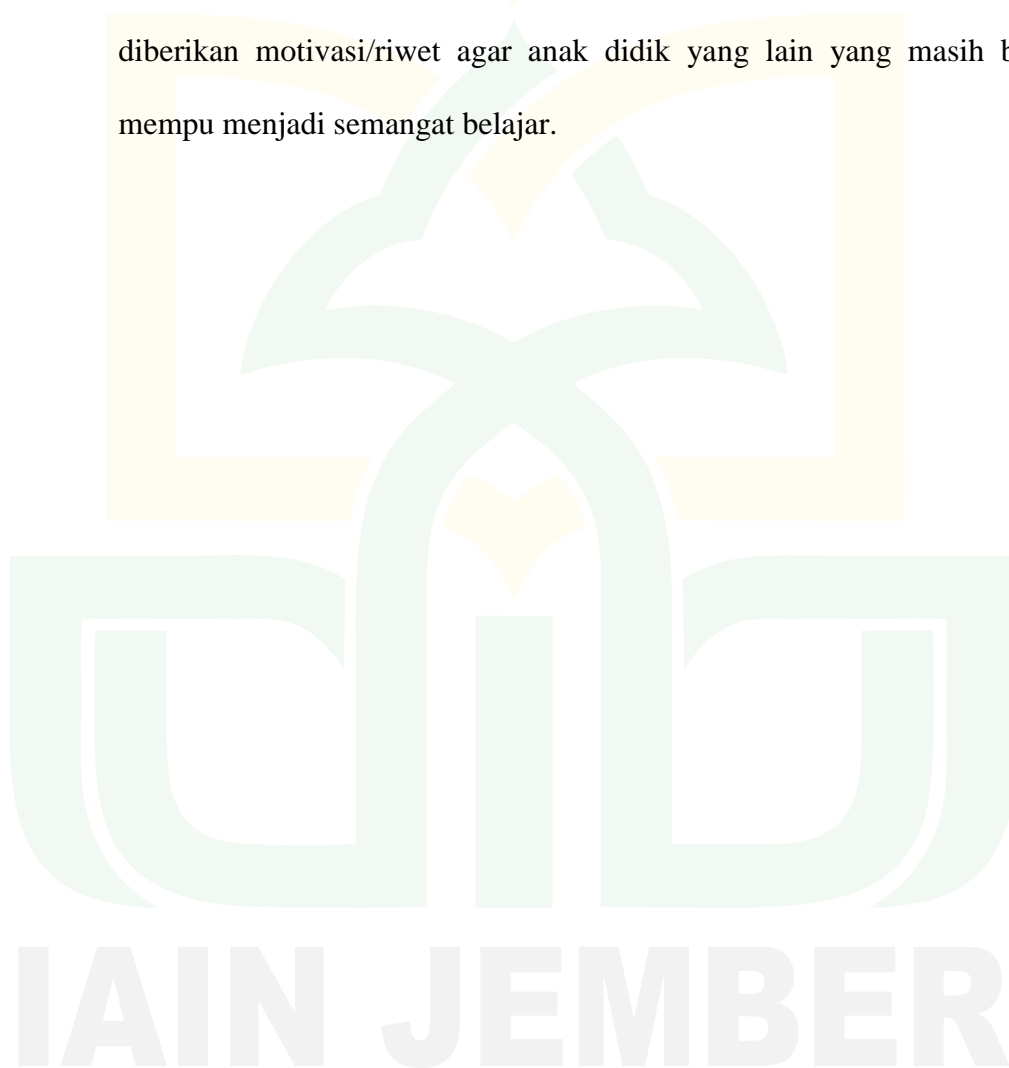 diberikan motivasi/riwet agar anak didik yang lain yang masih
mempu menjadi semangat belajar.
IAIN JEMBER